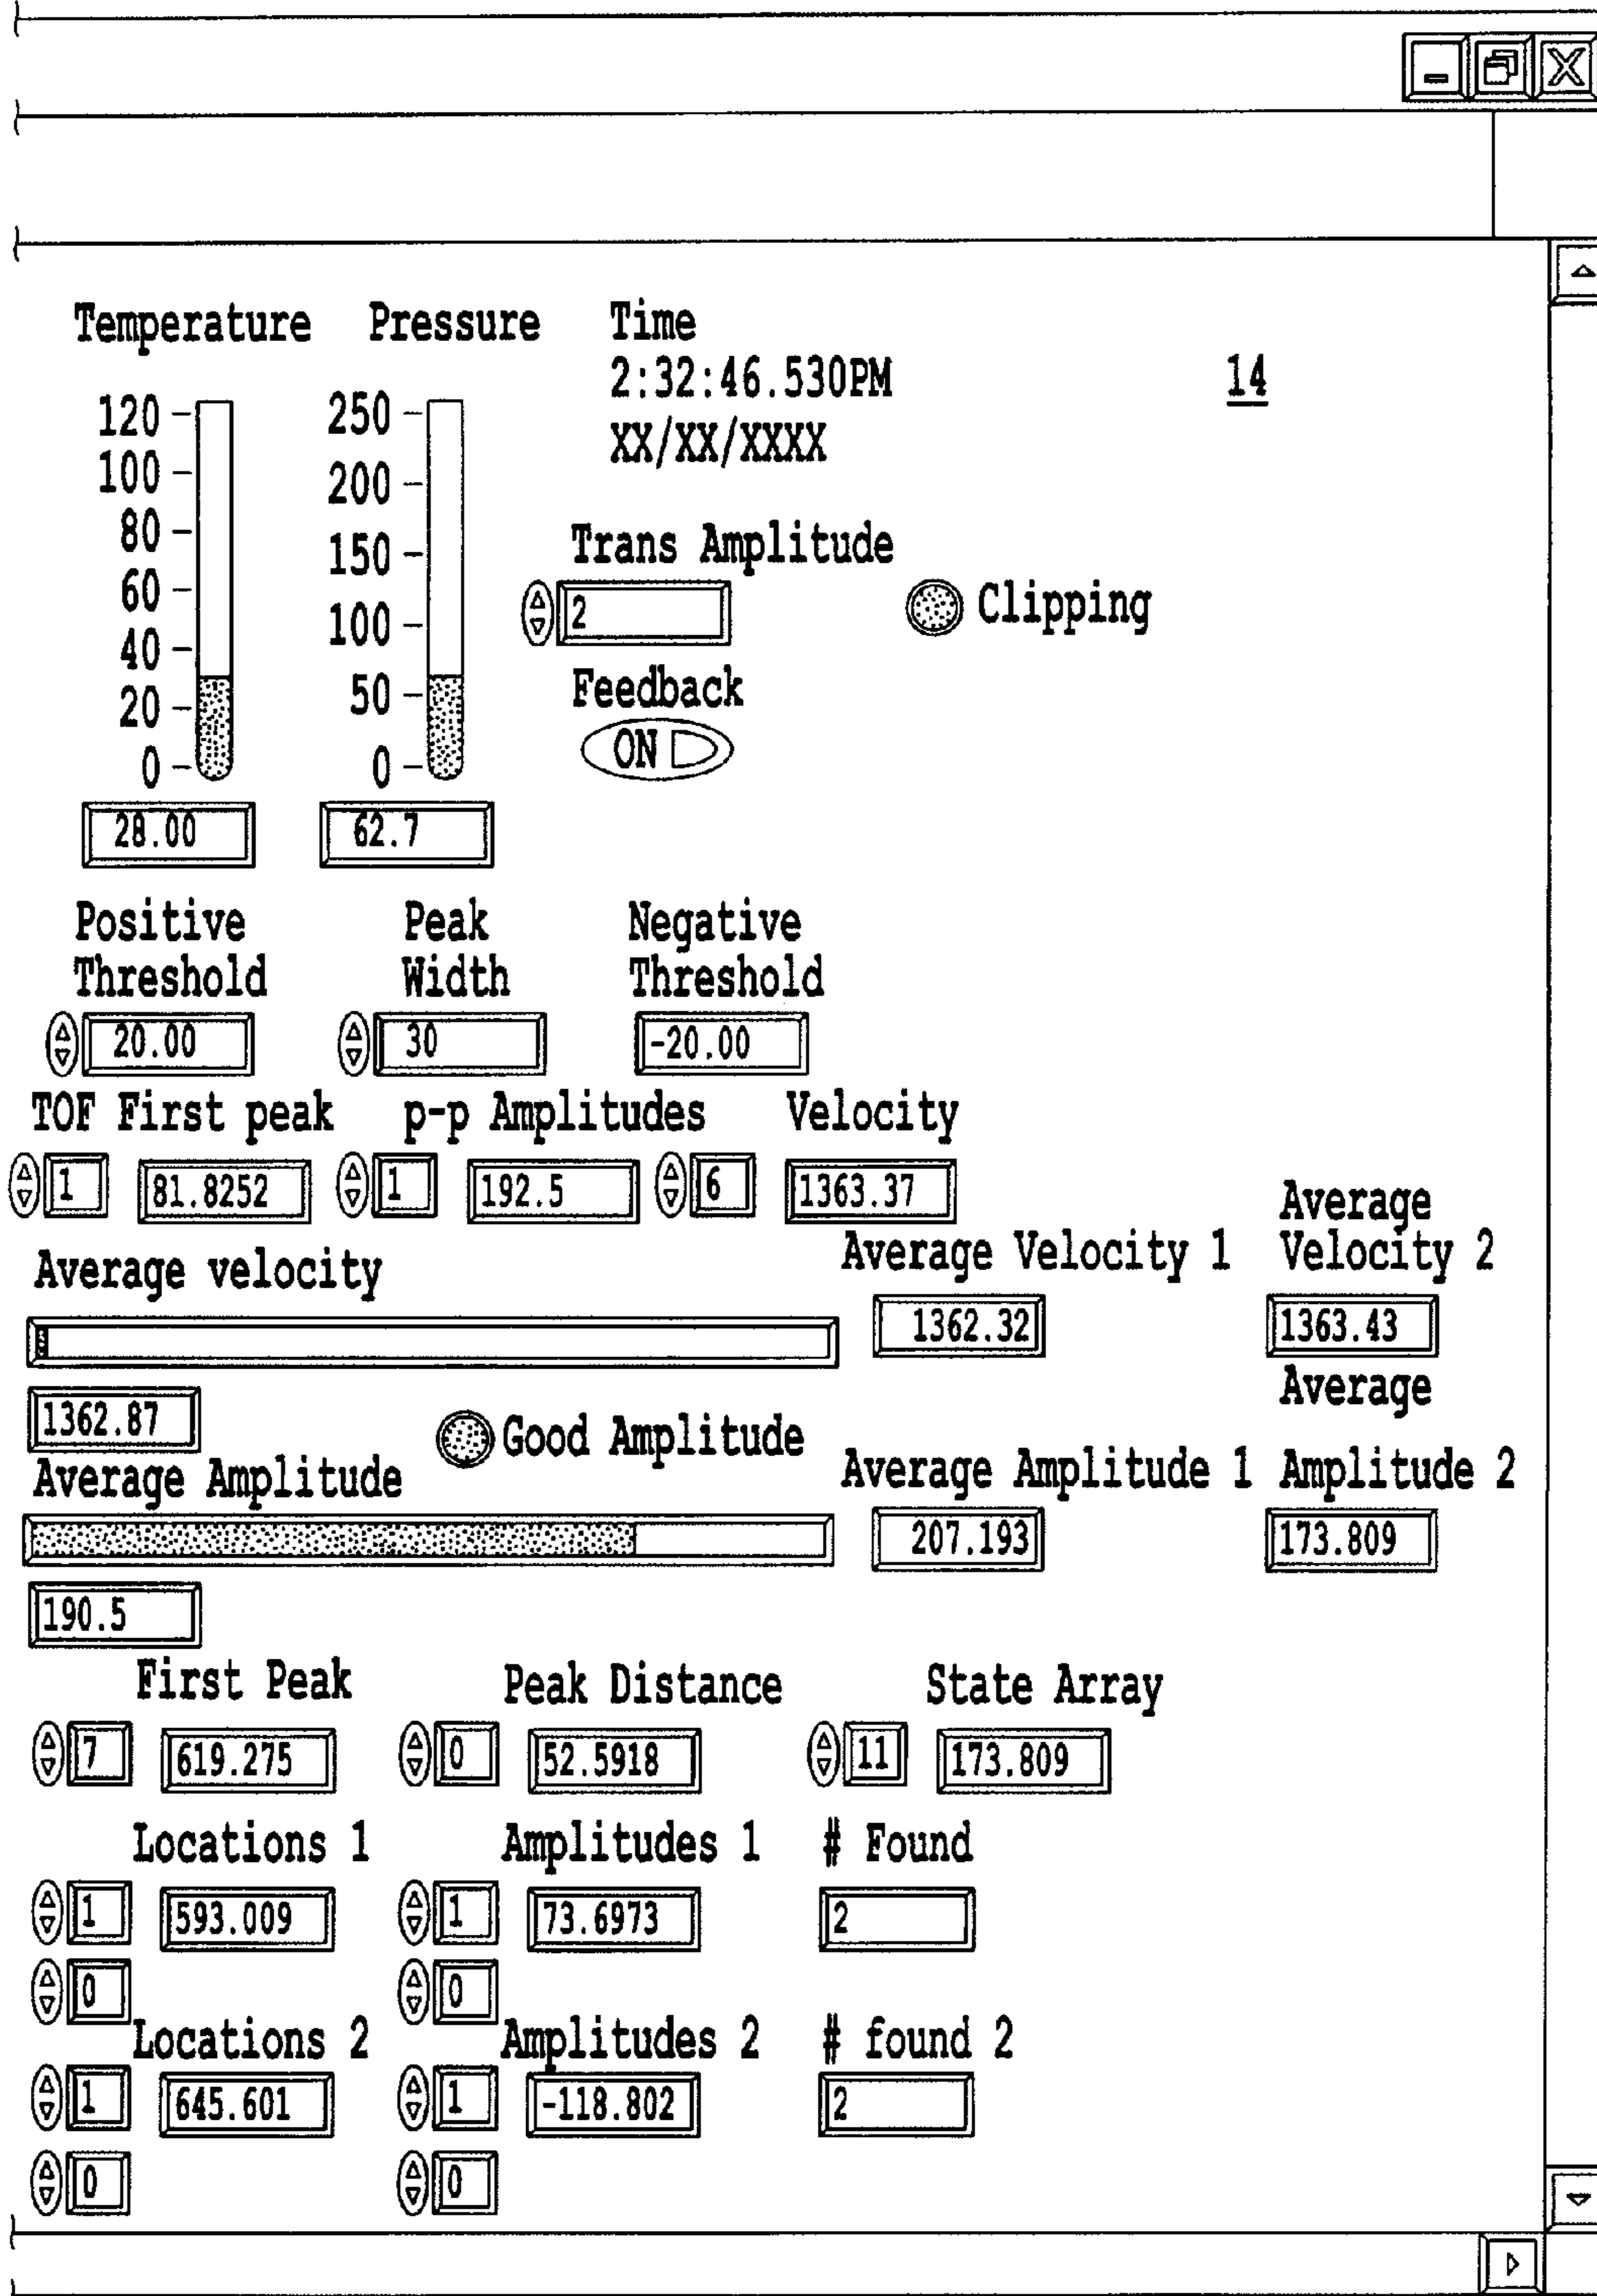 Temperature Pressure Time
2:32:46.530PM
14
XX/XX/XXXX
120 250
100 200
80 150
60 100
40 50
20 0
0
Trans Amplitude
2 Clipping
Feedback
ON
28.00 62.7
Positive Peak Negative
Threshold Width Threshold
20.00 30 -20.00
TOF First peak p-p Amplitudes Velocity
1 81.8252 1 192.5 6 1363.37
Average
Average velocity Average Velocity 1 Velocity 2
1362.32 1363.43
1362.87 Good Amplitude Average
Average Amplitude Average Amplitude 1 Amplitude 2
207.193 173.809
190.5
First Peak Peak Distance State Array
7 619.275 0 52.5918 11 173.809
Locations 1 Amplitudes 1 # Found
1 593.009 1 73.6973 2
0 0
Locations 2 Amplitudes 2 # found 2
1 645.601 1 -118.802 2
0 0